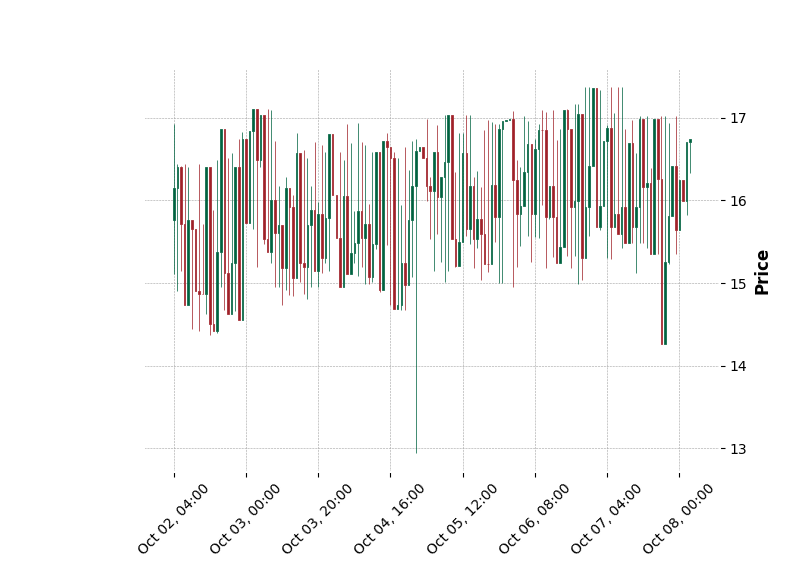 17
16
15
14
13
Price
Oct 02, 04:00
Oct 03, 00:00
Oct 03, 20:00
Oct 04, 16:00
Oct 05, 12:00
Oct 06, 08:00
Oct 07, 04:00
Oct 08, 00:00